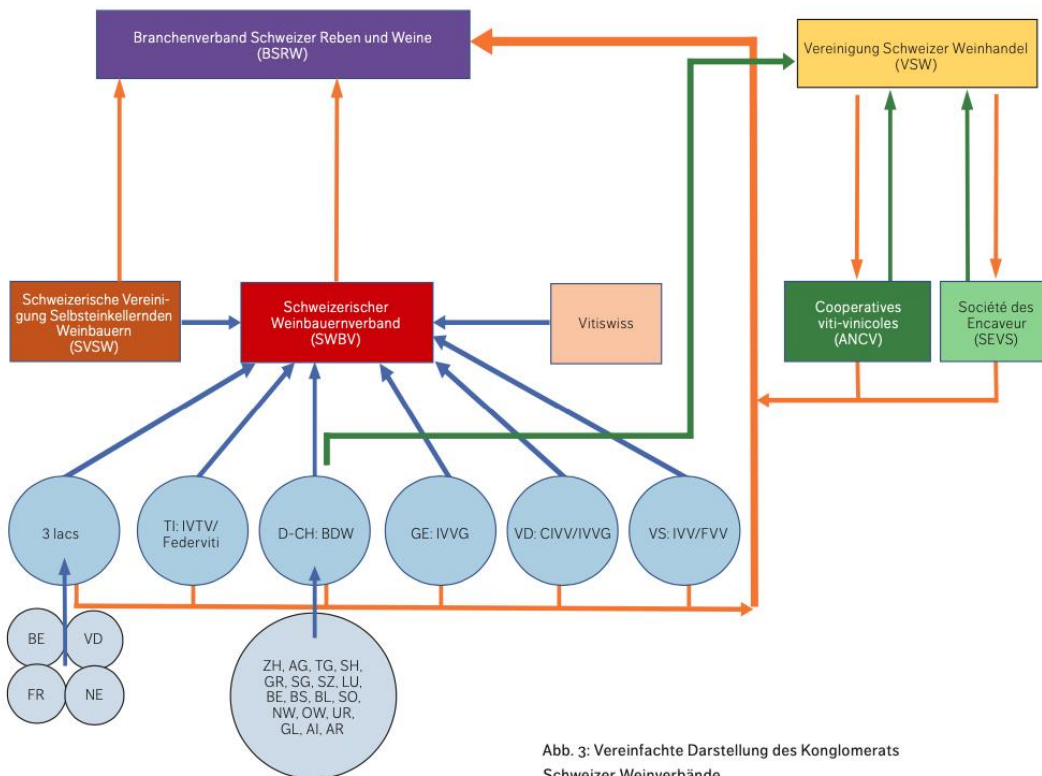 Branchenverband Schweizer Reben und Weine
(BSRW)
Vereinigung Schweizer Weinhandel
(VSW)
Schweizerische Vereini-
gung Selbsteinkellernden
Weinbauern
(SVSW)
Schweizerischer
Weinbauernverband
(SWBV)
Vitiswiss
Cooperatives
viti-vinicoles
(ANCV)
Société des
Encaveur
(SEVS)
3 lacs
TI: IVTV/
Federviti
D-CH: BDW
GE: IVVG
VD: CIVV/IVVG
VS: IVV/FVV
BE
VD
FR
NE
ZH, AG, TG, SH,
GR, SG, SZ, LU,
BE, BS, BL, SO,
NW, OW, UR,
GL, AI, AR
Abb. 3: Vereinfachte Darstellung des Konglomerats
Schweizer Weinverbände